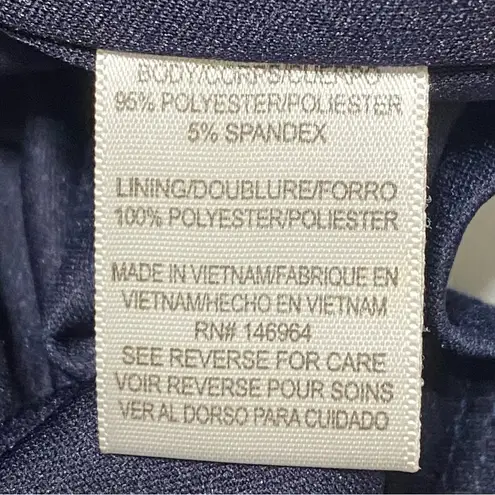 BODY/CORPS/CUERPO
95% POLYESTER/POLIESTER
5% SPANDEX
LINING/DOUBLURE/FORRO
100% POLYESTER/POLIESTER
MADE IN VIETNAM/FABRIQUE EN
VIETNAM/HECHO EN VIETNAM
RN# 146964
SEE REVERSE FOR CARE
VOIR REVERSE POUR SOINS
VER AL DORSO PARA CUIDADO